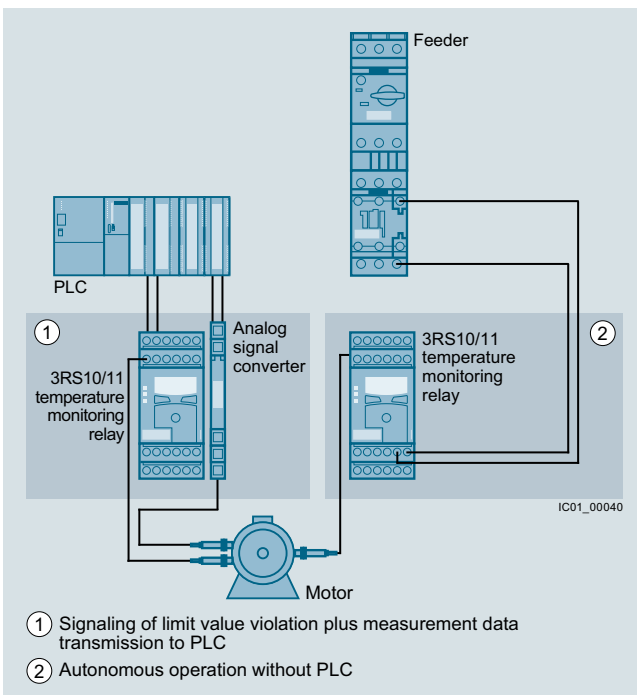 Feeder
PLC
1
Analog
signal
converter
3RS10/11
temperature
monitoring
relay
3RS10/11
temperature
monitoring
relay
2
IC01_00040
Motor
1 Signaling of limit value violation plus measurement data
transmission to PLC
2 Autonomous operation without PLC